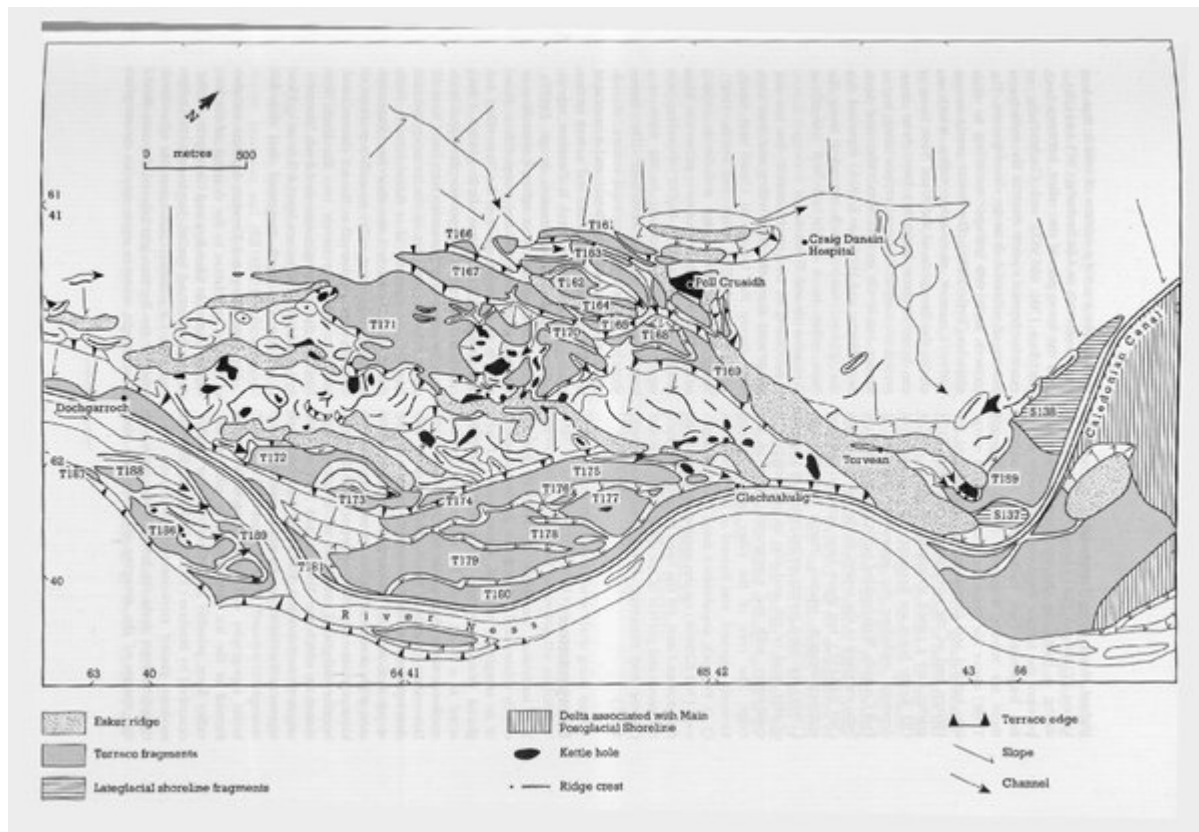 N
0 metres 500
61
41
T161
T166
T163
Craig Dunain
Hospital
T167
T162
Poll Cruaidh
T164
T171
T170
T165
T168
T169
Caledonian Canal
S138
Dochgarroch
62
T172
T175
Torvean
T187
T188
T159
T173
T174
T176
T177
Clachnahulig
S137
T186
T189
T178
T179
T181
40
T180
River Ness
63
40
64 41
65 42
43
66
Esker ridge
Terrace fragments
Lateglacial shoreline fragments
Delta associated with Main
Postglacial Shoreline
Kettle hole
Ridge crest
Terrace edge
Slope
Channel